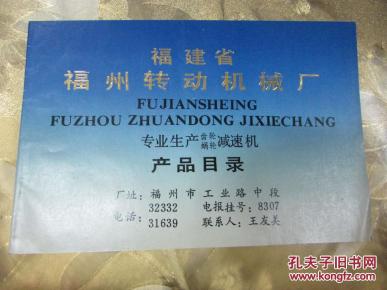 福建省
福州转动机械厂
FUJIANSHEING
FUZHOU ZHUANDONG JIXIECHANG
专业生产齿轮蜗轮减速机
产品目录
厂址：福州市工业路中段
电话：32332 31639
电报挂号：8307
联系人：王友美
孔夫子旧书网